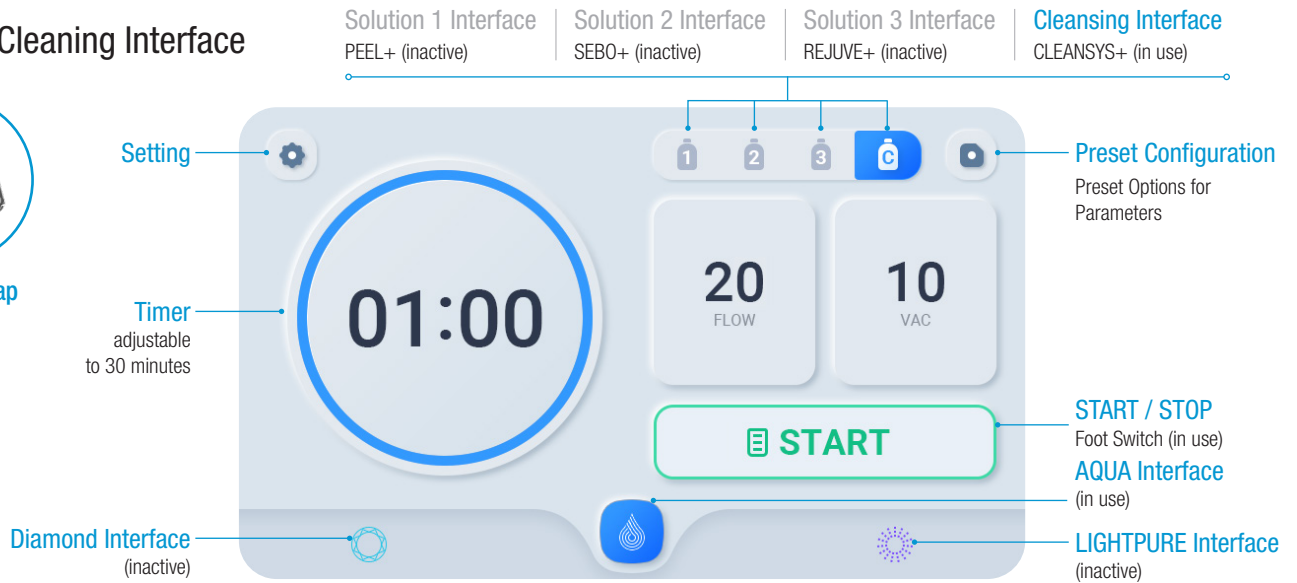 Cleaning Interface
Solution 1 Interface
PEEL+ (inactive)
Solution 2 Interface
SEBO+ (inactive)
Solution 3 Interface
REJUVE+ (inactive)
Cleansing Interface
CLEANSYS+ (in use)
Setting
1
2
3
C
Preset Configuration
Preset Options for
Parameters
ap
Timer
adjustable
to 30 minutes
01:00
20
FLOW
10
VAC
START
START / STOP
Foot Switch (in use)
AQUA Interface
(in use)
Diamond Interface
(inactive)
LIGHTPURE Interface
(inactive)